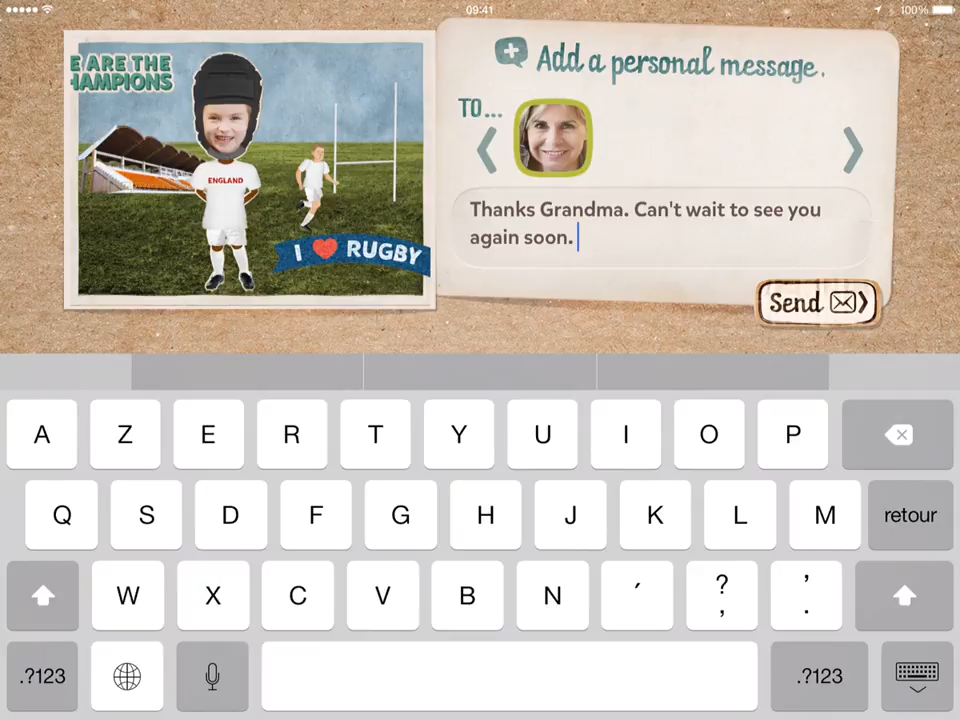 09:41
100%
E ARE THE
HAMPIONS
ENGLAND
I ❤ RUGBY
Add a personal message.
TO...
Thanks Grandma. Can't wait to see you
again soon.
Send
A Z E R T Y U I O P
Q S D F G H J K L M retour
W X C V B N ´ ? , ' .
.?123 .?123